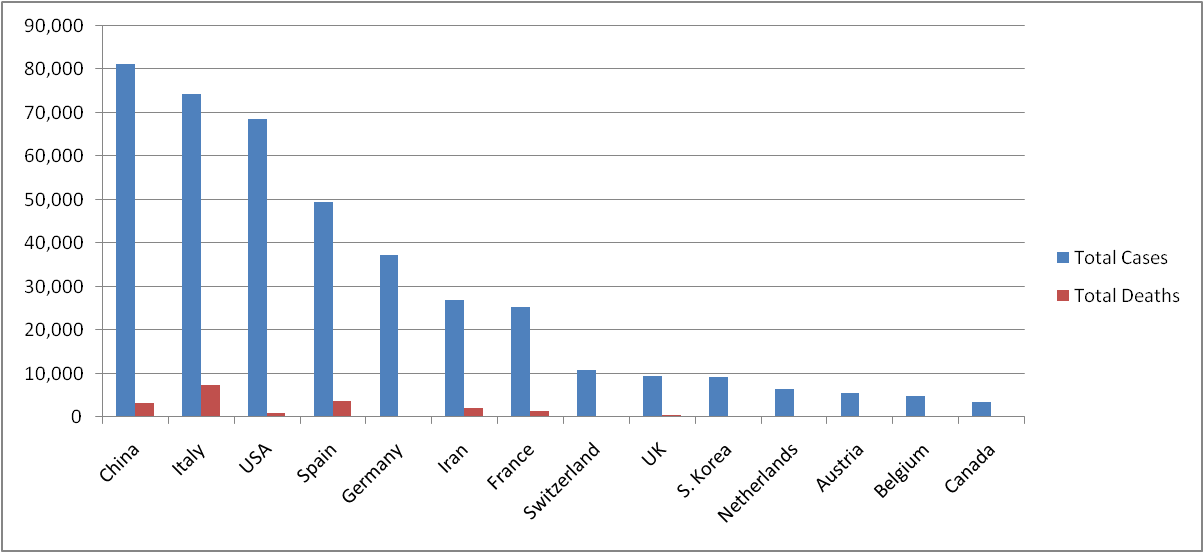 90,000
80,000
70,000
60,000
50,000
40,000
30,000
20,000
10,000
0
China
Italy
USA
Spain
Germany
Iran
France
Switzerland
UK
S. Korea
Netherlands
Austria
Belgium
Canada
Total Cases
Total Deaths